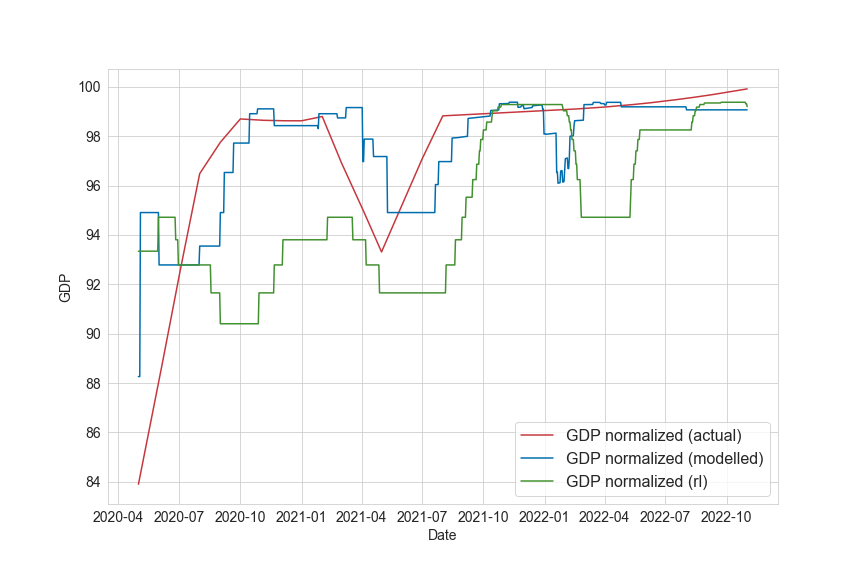 100
98
96
94
92
90
88
86
84
GDP
GDP normalized (actual)
GDP normalized (modelled)
GDP normalized (rl)
2020-04 2020-07 2020-10 2021-01 2021-04 2021-07 2021-10 2022-01 2022-04 2022-07 2022-10
Date